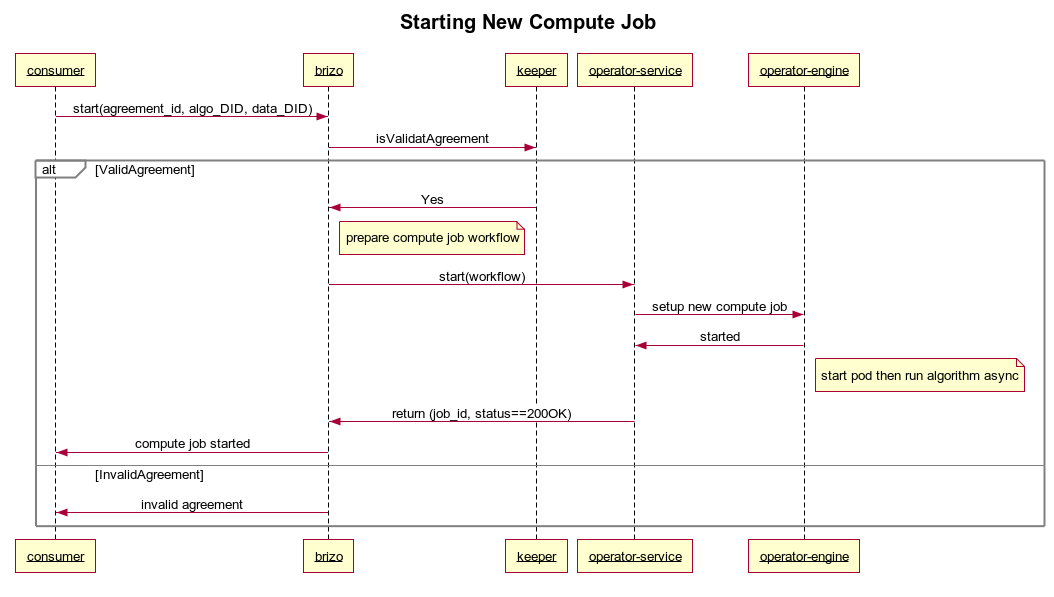 Starting New Compute Job
consumer
brizo
keeper
operator-service
operator-engine
start(agreement_id, algo_DID, data_DID)
isValidatAgreement
alt
[ValidAgreement]
Yes
prepare compute job workflow
start(workflow)
setup new compute job
started
start pod then run algorithm async
return (job_id, status==200OK)
compute job started
[InvalidAgreement]
invalid agreement
consumer
brizo
keeper
operator-service
operator-engine